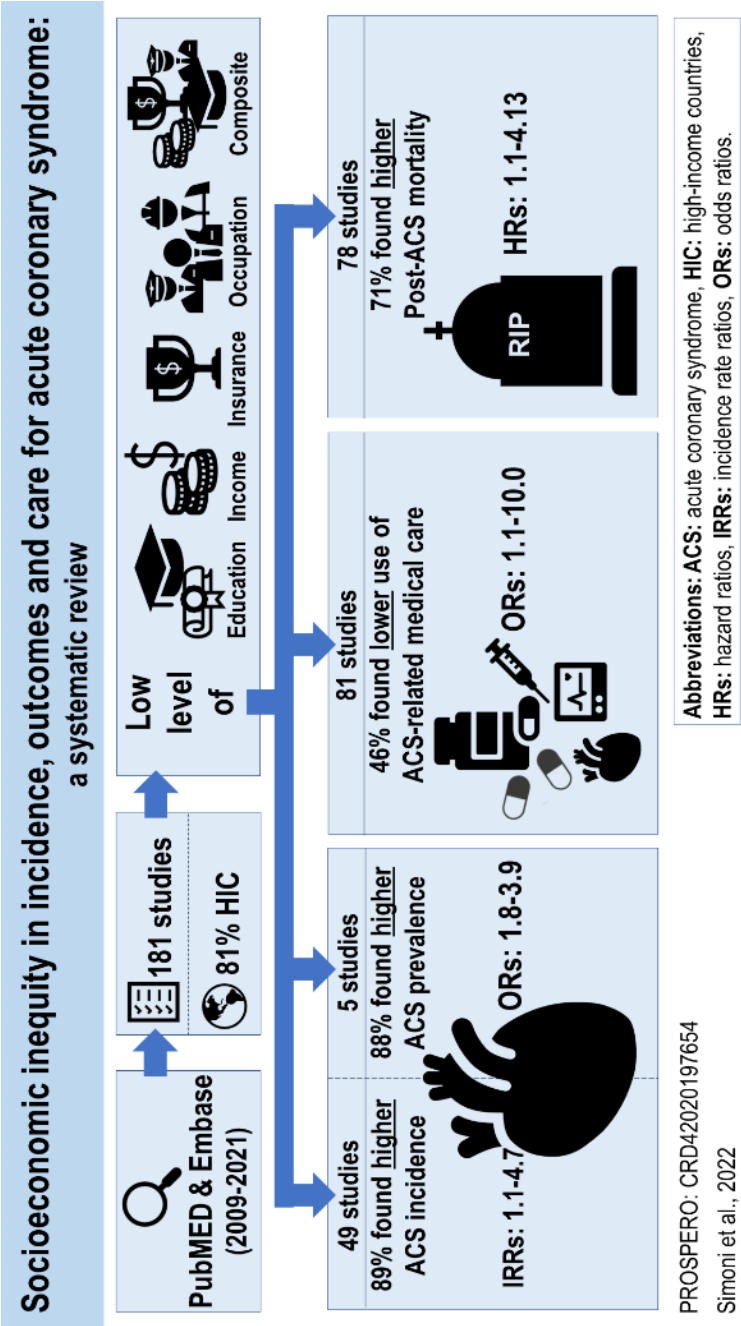 Socioeconomic inequity in incidence, outcomes and care for acute coronary syndrome:
a systematic review
PubMED & Embase
(2009-2021)
181 studies
81% HIC
Low
level
of
Education
Income
Insurance
Occupation
Composite
$
$
$
49 studies
89% found higher
ACS incidence
IRRs: 1.1-4.7
5 studies
88% found higher
ACS prevalence
ORs: 1.8-3.9
81 studies
46% found lower use of
ACS-related medical care
ORs: 1.1-10.0
78 studies
71% found higher
Post-ACS mortality
HRs: 1.1-4.13
RIP
PROSPERO: CRD42020197654
Simoni et al., 2022
Abbreviations: ACS: acute coronary syndrome, HIC: high-income countries,
HRs: hazard ratios, IRRs: incidence rate ratios, ORs: odds ratios.